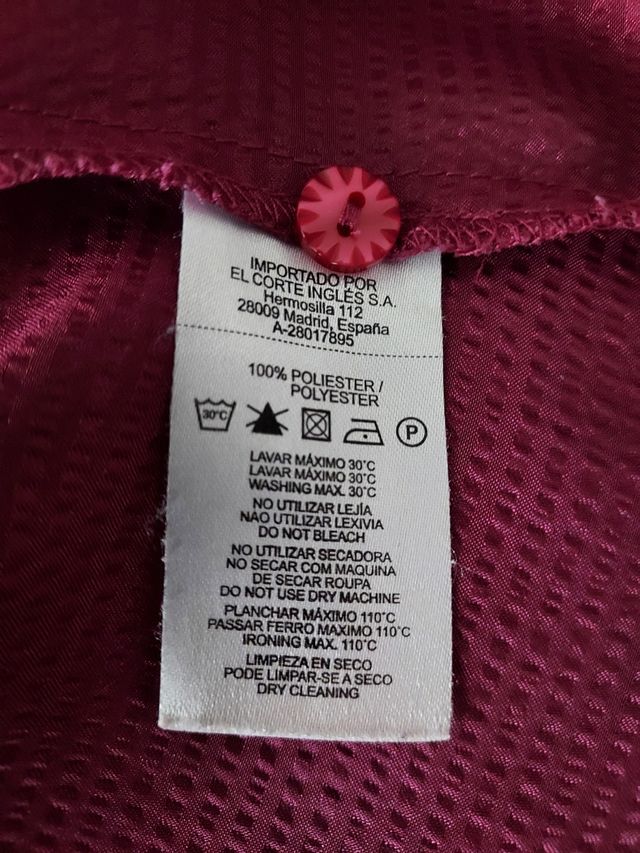 IMPORTADO POR
EL CORTE INGLÉS S.A.
Hermosilla 112
28009 Madrid, España
A-28017895
100% POLIESTER /
POLYESTER
30°C P
LAVAR MÁXIMO 30°C
LAVAR MÁXIMO 30°C
WASHING MAX. 30°C
NO UTILIZAR LEJÍA
NAO UTILIZAR LEXIVIA
DO NOT BLEACH
NO UTILIZAR SECADORA
NO SECAR COM MAQUINA
DE SECAR ROUPA
DO NOT USE DRY MACHINE
PLANCHAR MÁXIMO 110°C
PASSAR FERRO MAXIMO 110°C
IRONING MAX. 110°C
LIMPIEZA EN SECO
PODE LIMPAR-SE A SECO
DRY CLEANING